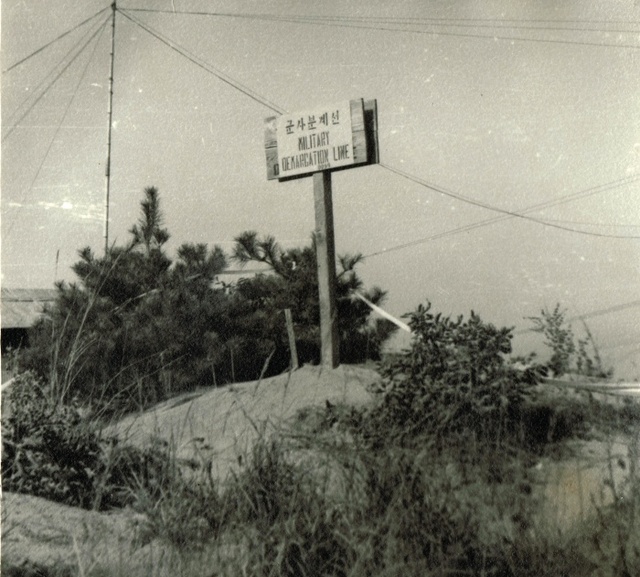 군사분계선
MILITARY
DEMARCATION LINE